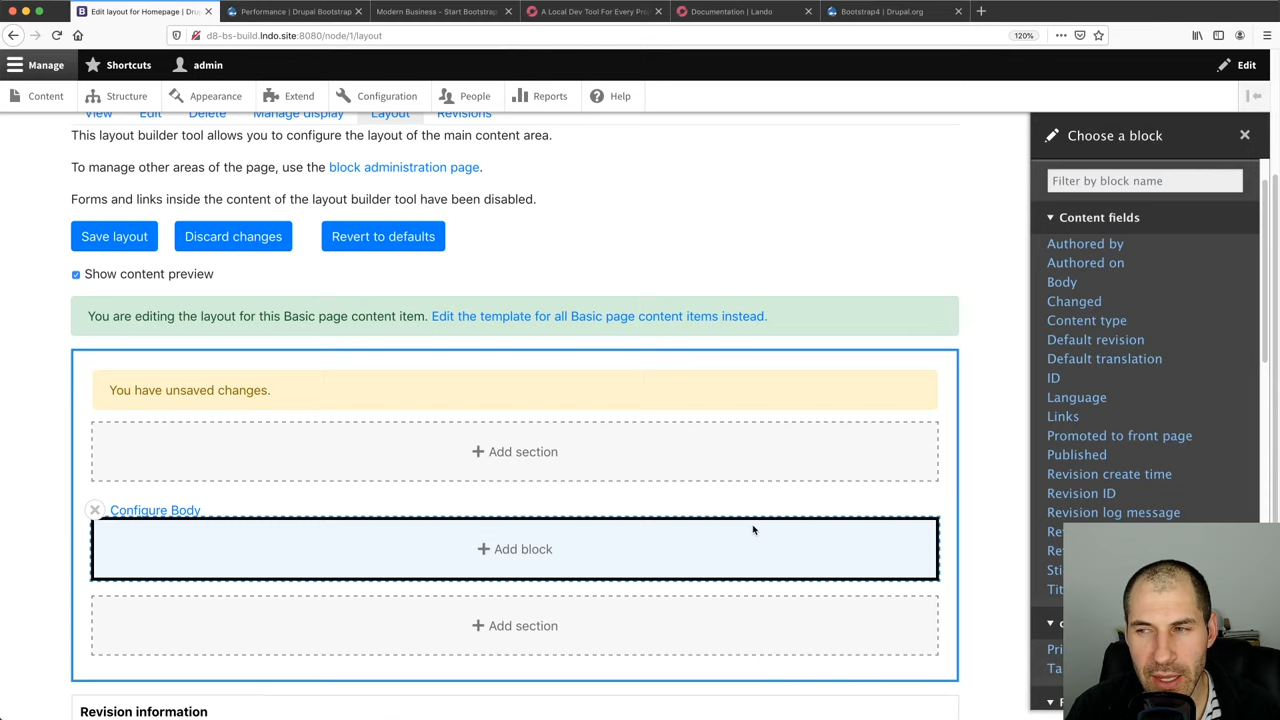 Edit layout for Homepage | Dru
Performance | Drupal Bootstrap
Modern Business - Start Bootstrap
A Local Dev Tool For Every Pro
Documentation | Lando
Bootstrap4 | Drupal.org
d8-bs-build.lndo.site:8080/node/1/layout
120%
Manage
Shortcuts
admin
Edit
Content
Structure
Appearance
Extend
Configuration
People
Reports
Help
View
Edit
Delete
Manage display
Layout
Revisions
This layout builder tool allows you to configure the layout of the main content area.
To manage other areas of the page, use the block administration page.
Forms and links inside the content of the layout builder tool have been disabled.
Save layout
Discard changes
Revert to defaults
Show content preview
You are editing the layout for this Basic page content item. Edit the template for all Basic page content items instead.
You have unsaved changes.
Add section
Configure Body
Add block
Add section
Revision information
Choose a block
Filter by block name
Content fields
Authored by
Authored on
Body
Changed
Content type
Default revision
Default translation
ID
Language
Links
Promoted to front page
Published
Revision create time
Revision ID
Revision log message